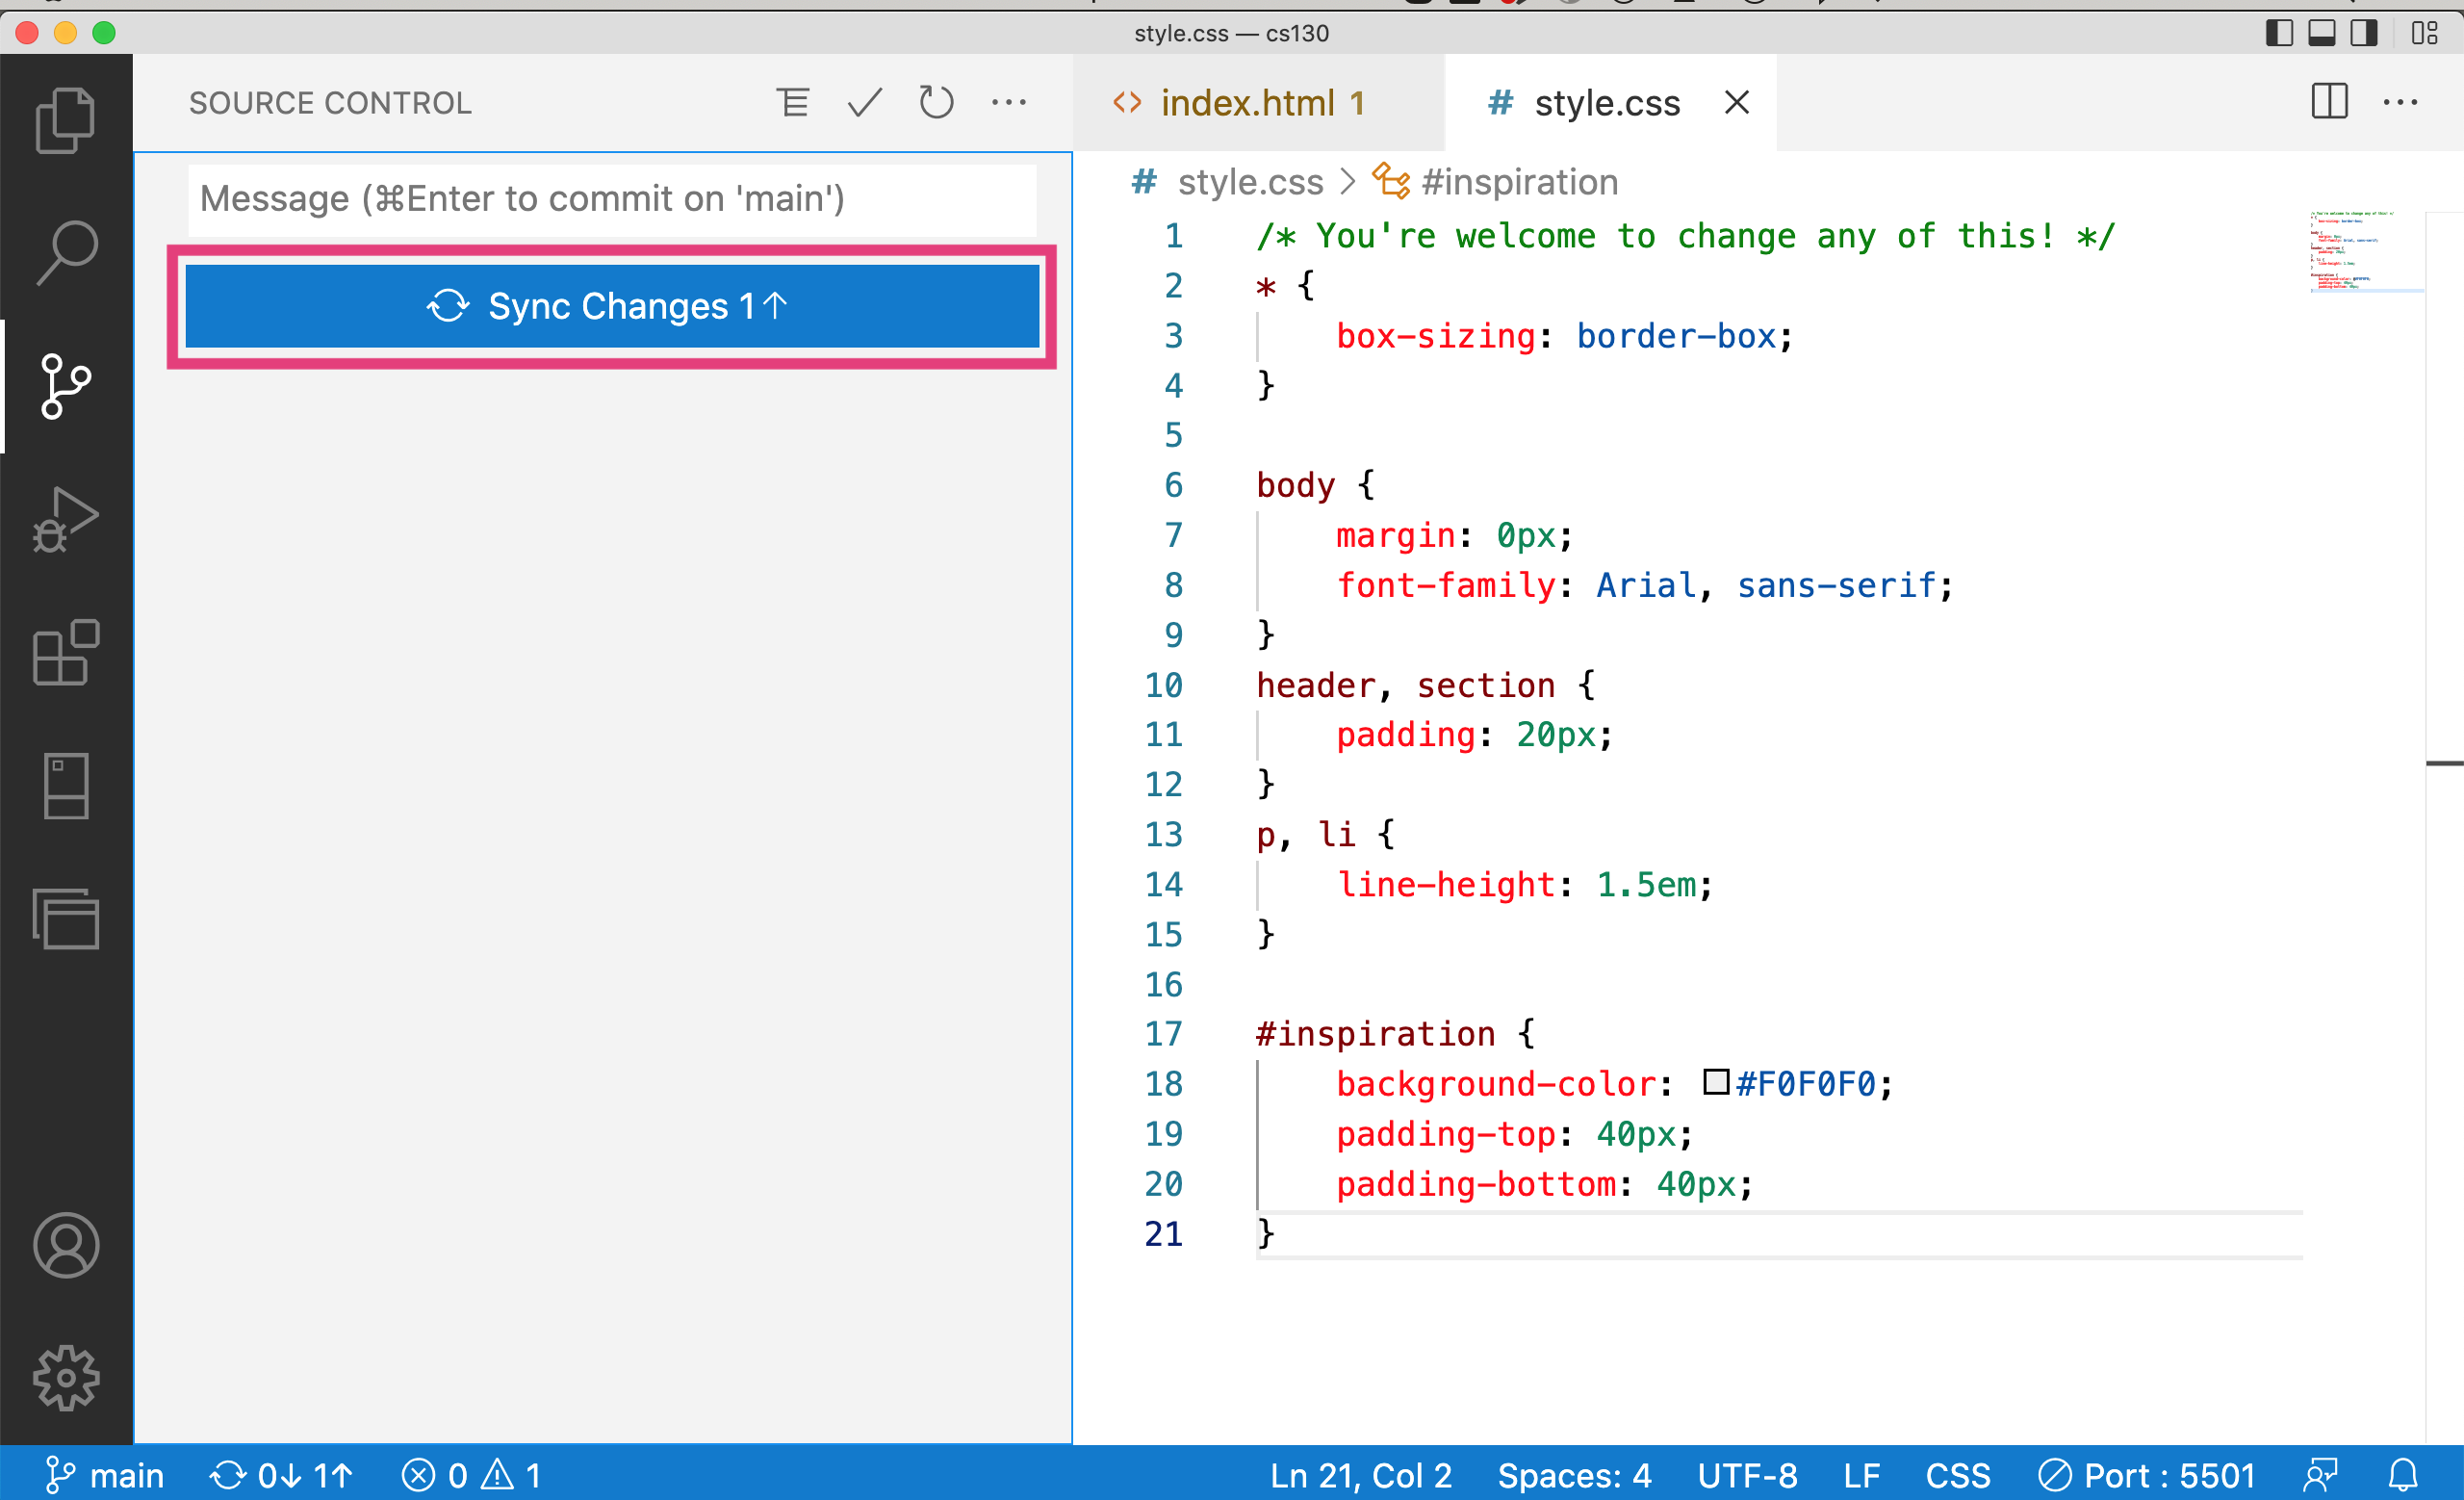 style.css — cs130
SOURCE CONTROL
Message (⌘Enter to commit on 'main')
Sync Changes 1↑
index.html 1
# style.css
# style.css > #inspiration
1 /* You're welcome to change any of this! */
2 * {
3 box-sizing: border-box;
4 }
5
6 body {
7 margin: 0px;
8 font-family: Arial, sans-serif;
9 }
10 header, section {
11 padding: 20px;
12 }
13 p, li {
14 line-height: 1.5em;
15 }
16
17 #inspiration {
18 background-color: #F0F0F0;
19 padding-top: 40px;
20 padding-bottom: 40px;
21 }
main 0↓ 1↑ 0 1 Ln 21, Col 2 Spaces: 4 UTF-8 LF CSS Port : 5501